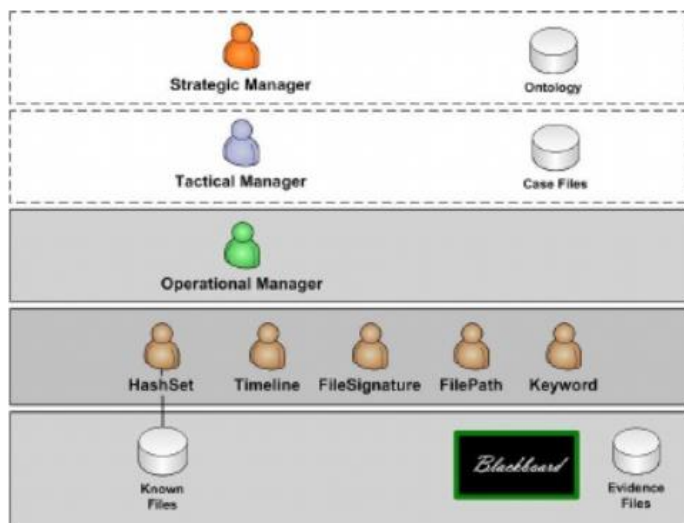 Strategic Manager
Ontology
Tactical Manager
Case Files
Operational Manager
HashSet
Timeline
FileSignature
FilePath
Keyword
Known
Files
Blackboard
Evidence
Files